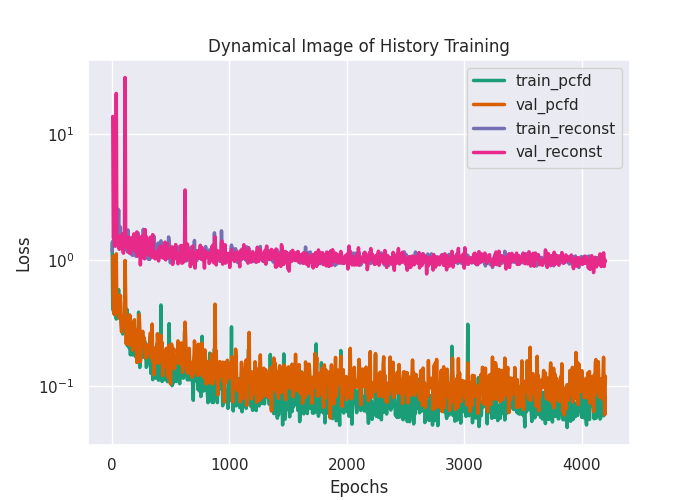 Dynamical Image of History Training
train_pcfd
val_pcfd
train_reconst
val_reconst
Loss
10¹
10⁰
10⁻¹
0 1000 2000 3000 4000
Epochs